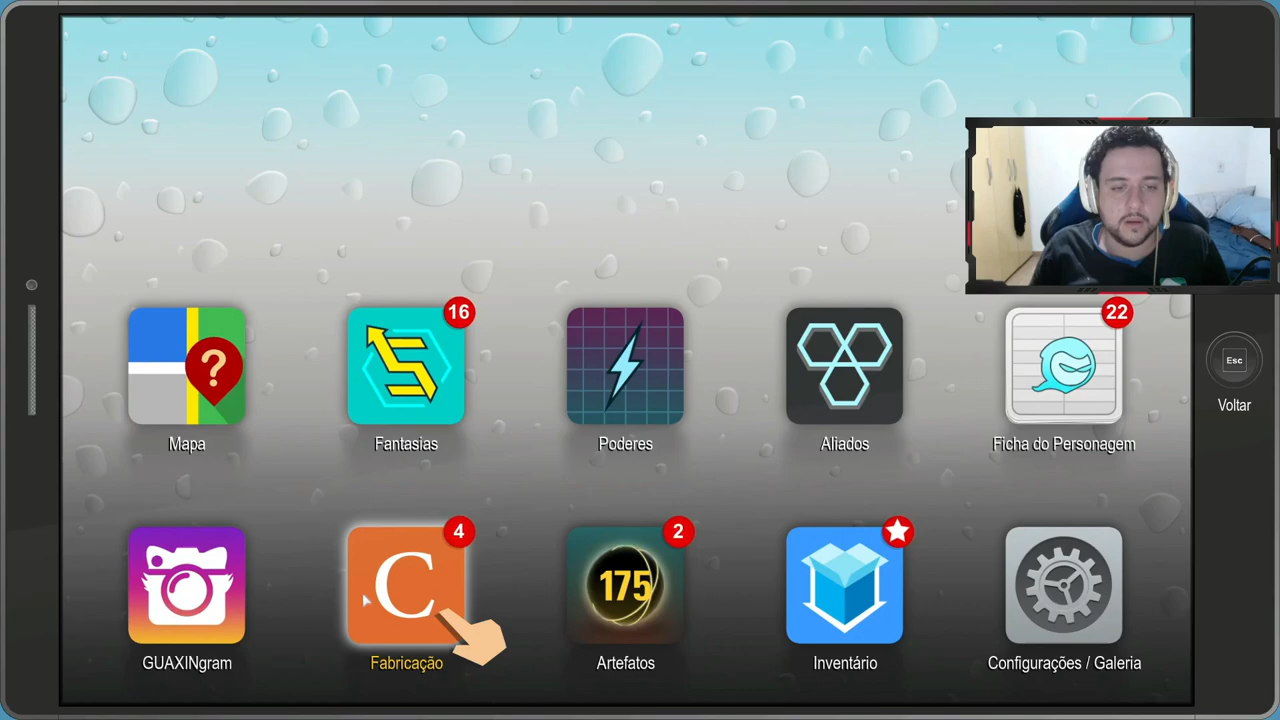 16
22
?
Mapa
Fantasias
Poderes
Aliados
Ficha do Personagem
Esc
Voltar
4
2
C
175
GUAXINgram
Fabricação
Artefatos
Inventário
Configurações / Galeria